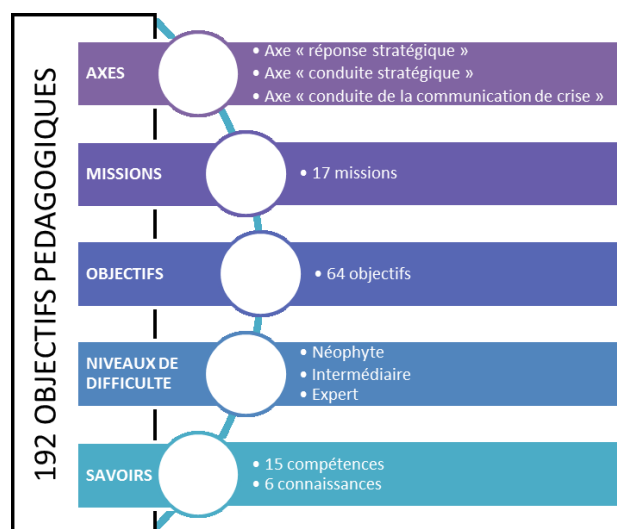 192 OBJECTIFS PEDAGOGIQUES
AXES
• Axe « réponse stratégique »
• Axe « conduite stratégique »
• Axe « conduite de la communication de crise »
MISSIONS
• 17 missions
OBJECTIFS
• 64 objectifs
NIVEAUX DE
DIFFICULTE
• Néophyte
• Intermédiaire
• Expert
SAVOIRS
• 15 compétences
• 6 connaissances